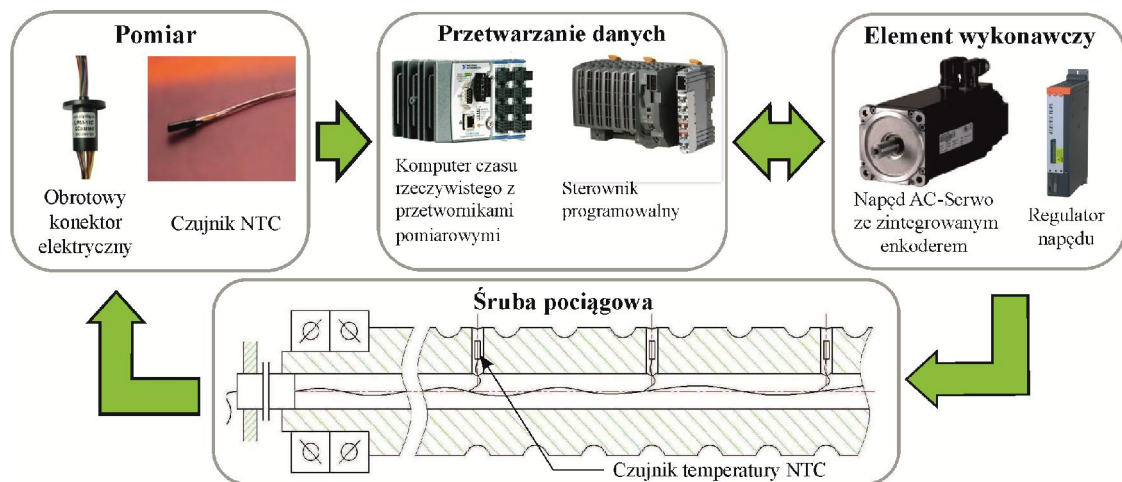 Pomiar
Obrotowy
konektor
elektryczny
Czujnik NTC
Przetwarzanie danych
Komputer czasu
rzeczywistego z
przetwornikami
pomiarowymi
Sterownik
programowalny
Element wykonawczy
Napęd AC-Serwo
ze zintegrowanym
enkoderem
Regulator
napędu
Śruba pociągowa
Czujnik temperatury NTC